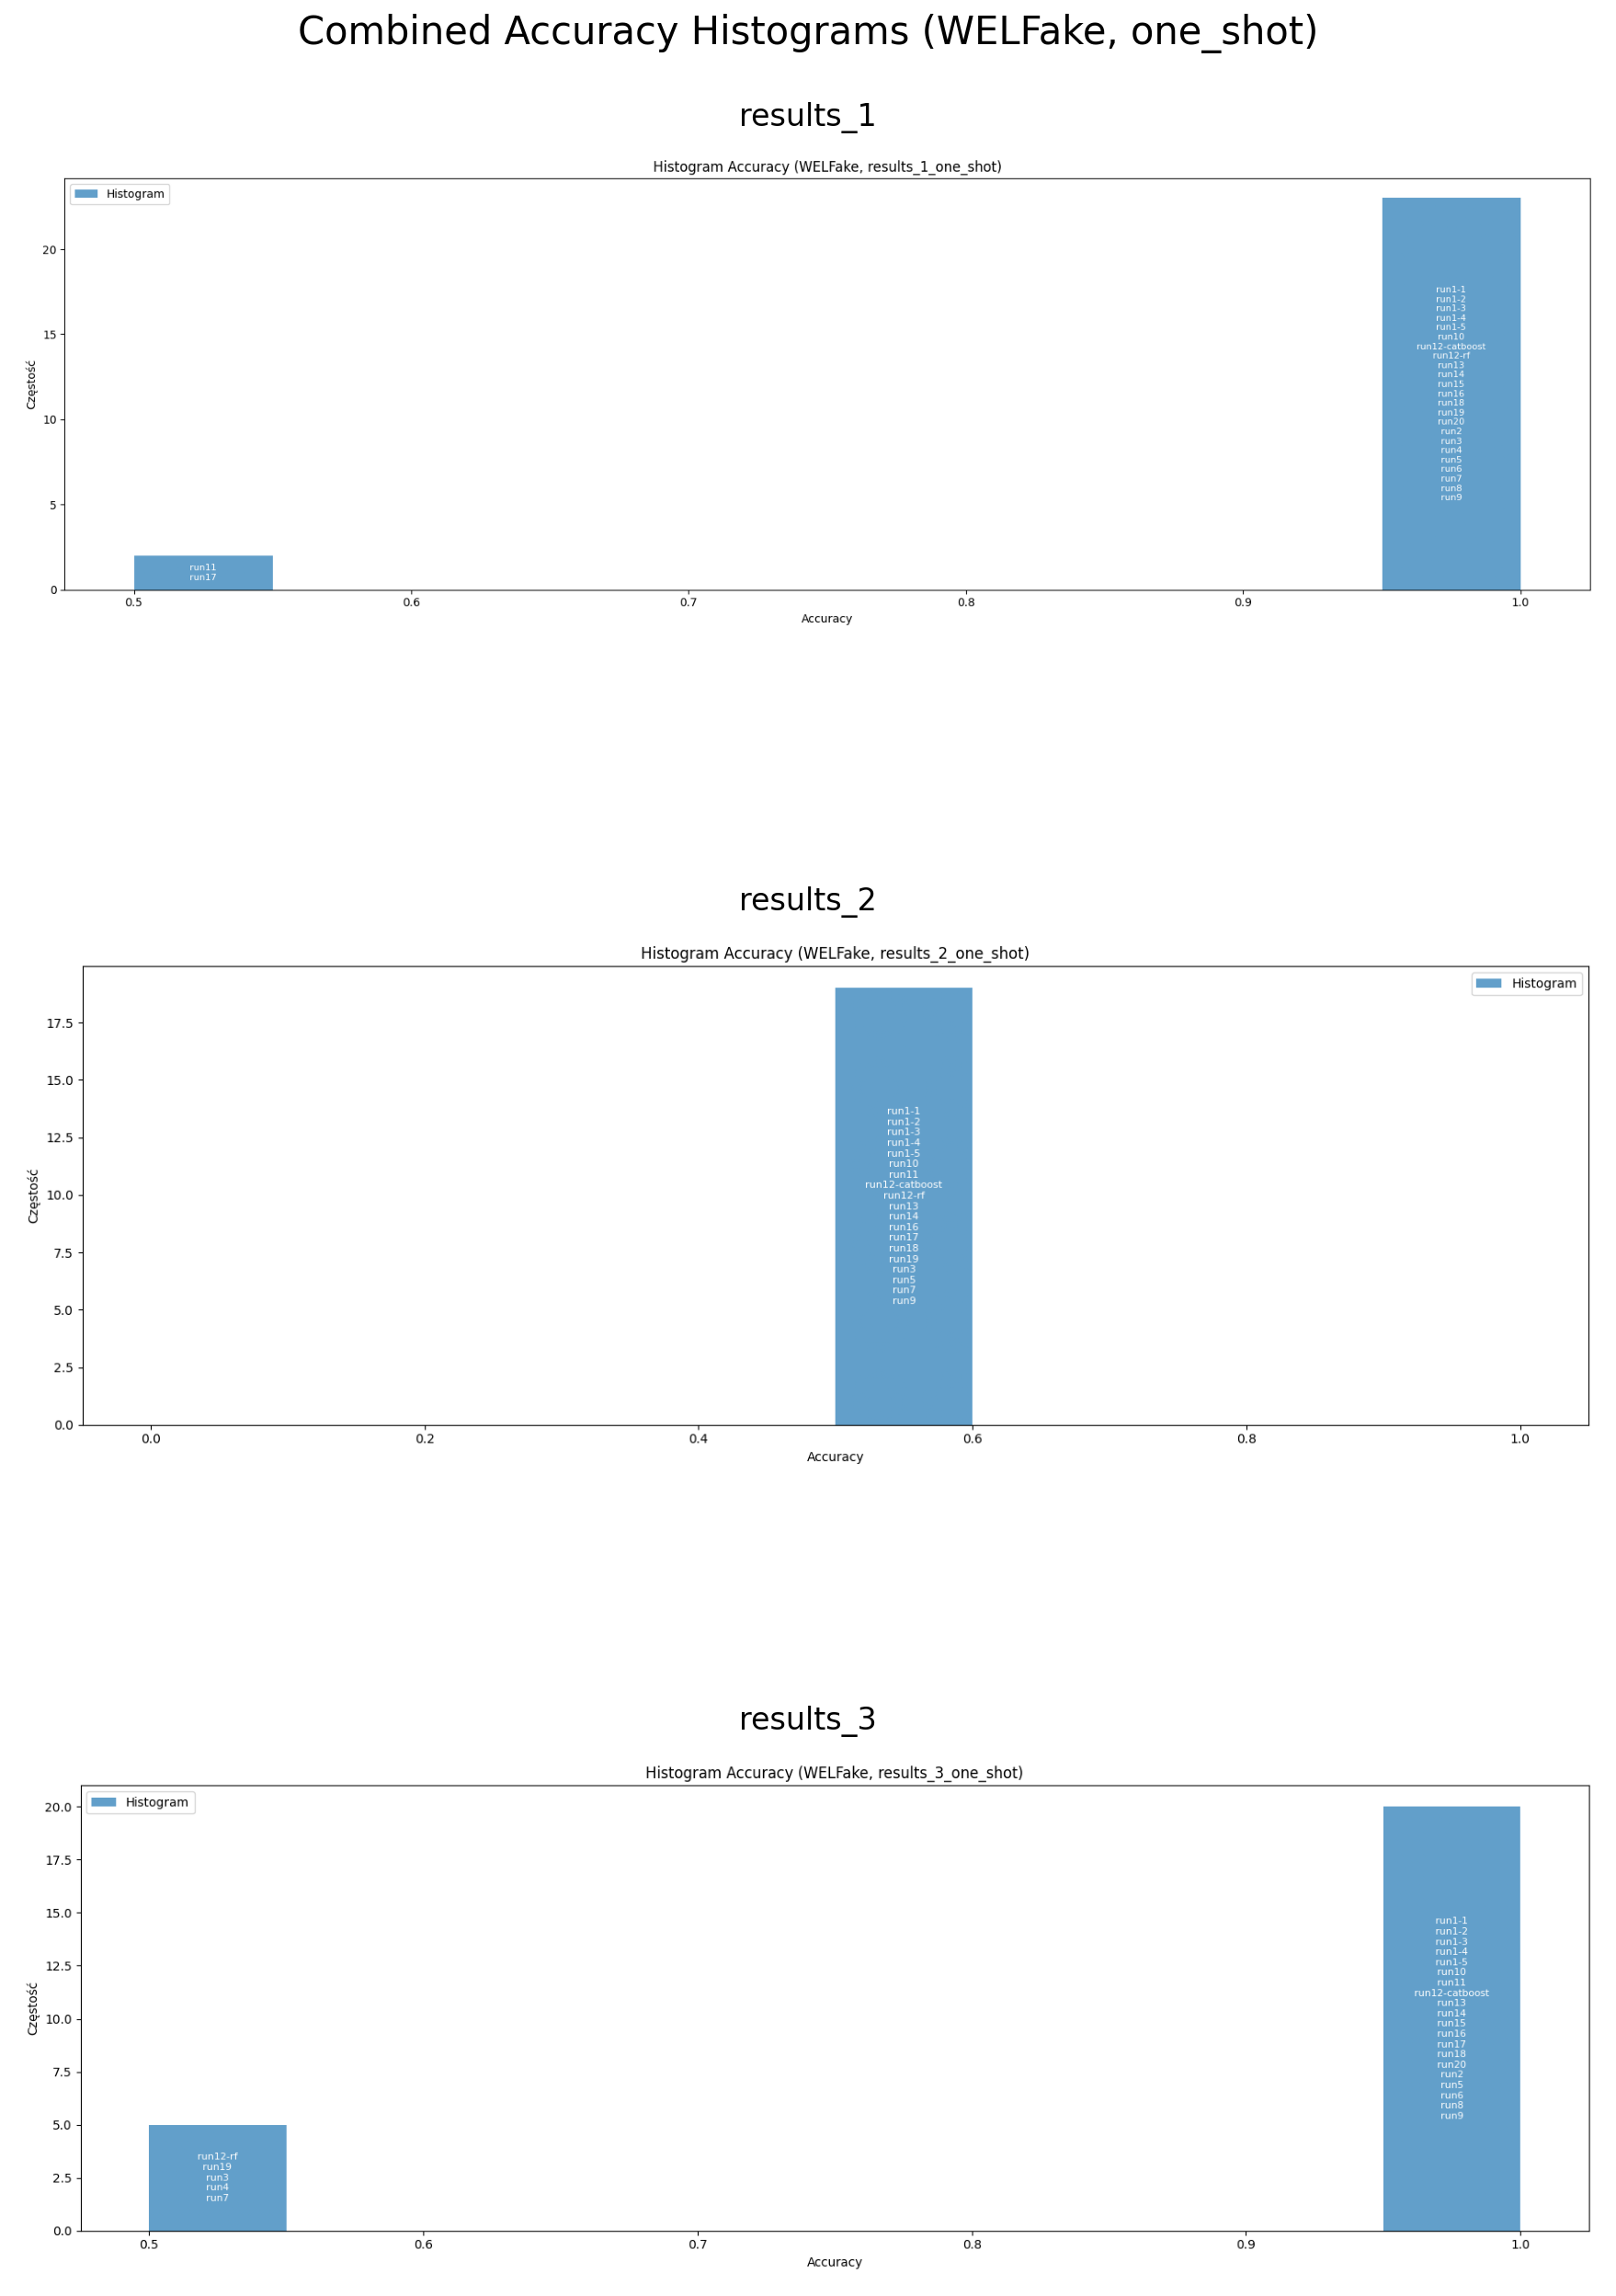 Combined Accuracy Histograms (WELFake, one_shot)
results_1
Histogram Accuracy (WELFake, results_1_one_shot)
Histogram
20
15
10
5
0
Częstość
run1-1
run1-2
run1-3
run1-4
run1-5
run10
run12-catboost
run12-rf
run13
run14
run15
run16
run18
run19
run20
run2
run3
run4
run5
run6
run7
run8
run9
run11
run17
0.5 0.6 0.7 0.8 0.9 1.0
Accuracy
results_2
Histogram Accuracy (WELFake, results_2_one_shot)
Histogram
17.5
15.0
12.5
10.0
7.5
5.0
2.5
0.0
Częstość
run1-1
run1-2
run1-3
run1-4
run1-5
run10
run11
run12-catboost
run12-rf
run13
run14
run16
run17
run18
run19
run3
run5
run7
run9
0.0 0.2 0.4 0.6 0.8 1.0
Accuracy
results_3
Histogram Accuracy (WELFake, results_3_one_shot)
Histogram
20.0
17.5
15.0
12.5
10.0
7.5
5.0
2.5
0.0
Częstość
run1-1
run1-2
run1-3
run1-4
run1-5
run10
run11
run12-catboost
run13
run14
run15
run16
run17
run18
run20
run2
run5
run6
run8
run9
run12-rf
run19
run3
run4
run7
0.5 0.6 0.7 0.8 0.9 1.0
Accuracy